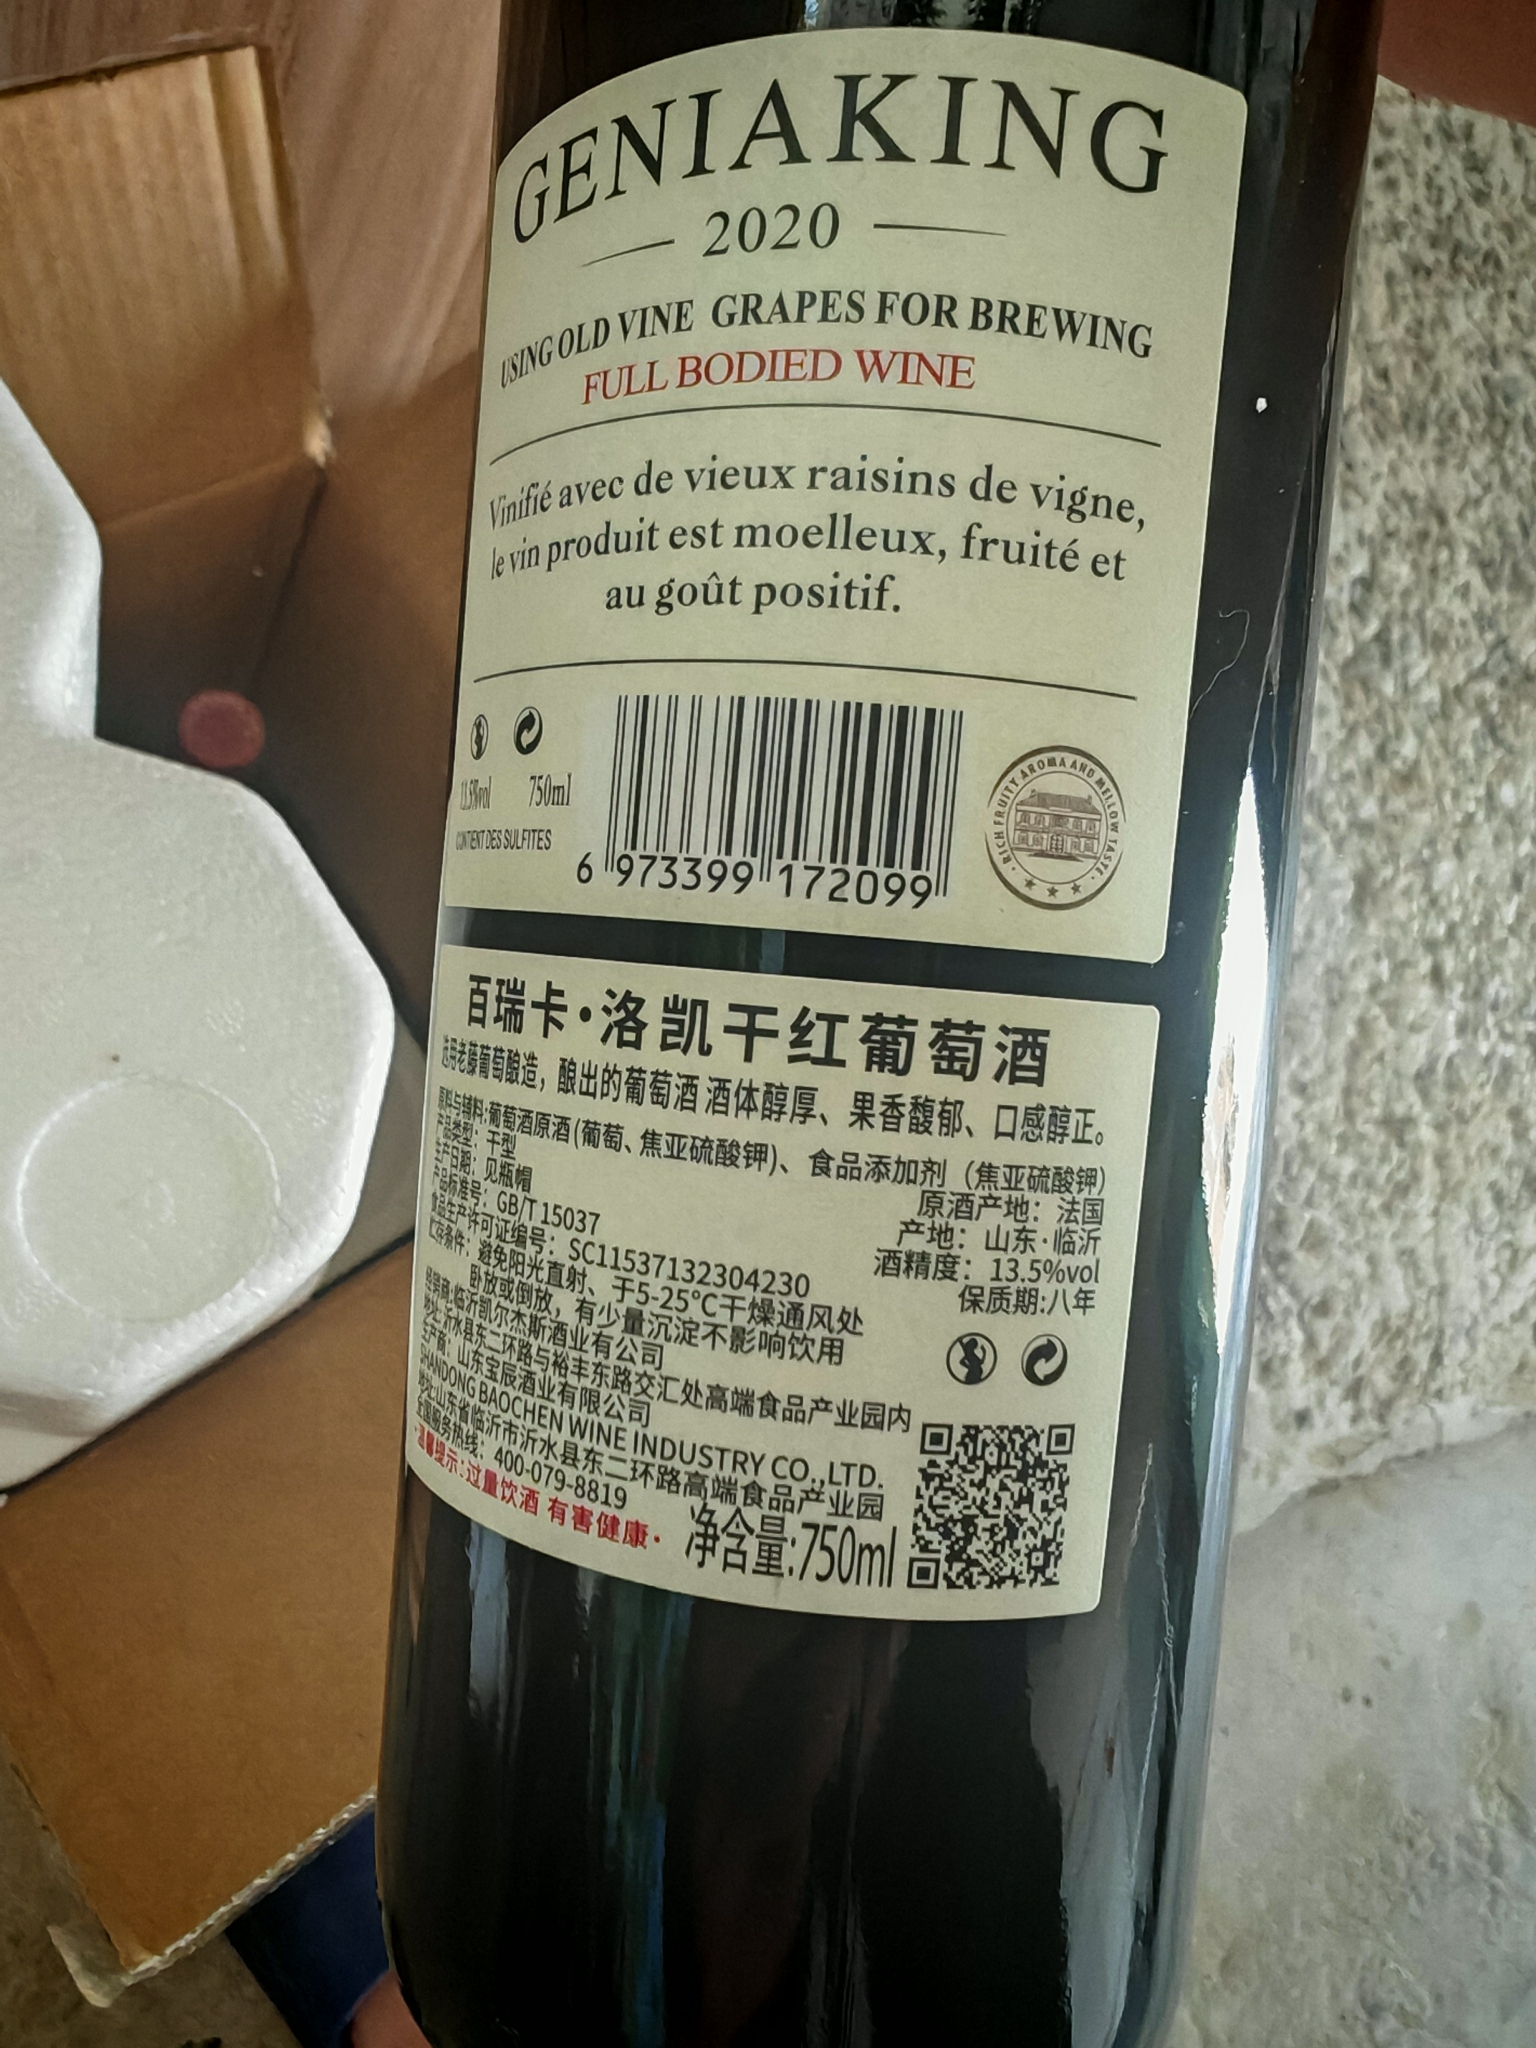 GENIAKING
2020
USING OLD VINE GRAPES FOR BREWING
FULL BODIED WINE
Vinifié avec de vieux raisins de vigne,
le vin produit est moelleux, fruité et
au goût positif.
750ml
CONTIENT DES SULFITES
6 973399 172099
RICH FRUITY AROMA AND MELLOW TASTE
百瑞卡·洛凯干红葡萄酒
选用老藤葡萄酿造，酿出的葡萄酒 酒体醇厚、果香馥郁、口感醇正。
原料与辅料:葡萄酒原酒(葡萄、焦亚硫酸钾)、食品添加剂（焦亚硫酸钾）
产品类型：干型
原酒产地：法国
生产日期：见瓶帽
产地：山东·临沂
产品标准号：GB/T 15037
酒精度：13.5%vol
食品生产许可证编号：SC11537132304230
保质期:八年
贮存条件：避免阳光直射、于5-25°C干燥通风处
卧放或倒放，有少量沉淀不影响饮用
经销商:临沂凯尔杰斯酒业有公司
地址:沂水县东二环路与裕丰东路交汇处高端食品产业园内
生产商：山东宝辰酒业有限公司
SHANDONG BAOCHEN WINE INDUSTRY CO.,LTD.
地址:山东省临沂市沂水县东二环路高端食品产业园
全国服务热线：400-079-8819
·温馨提示:过量饮酒 有害健康·
净含量:750ml